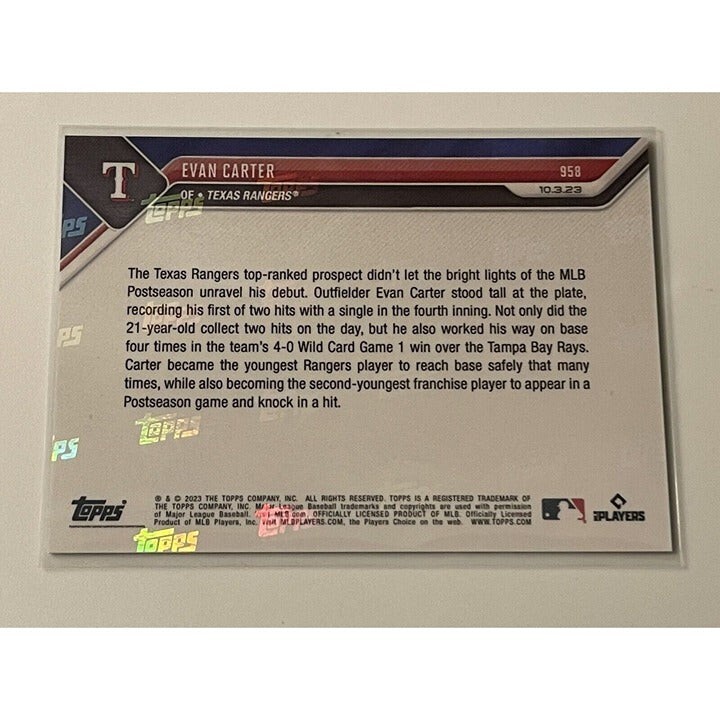 T
EVAN CARTER
958
OF • TEXAS RANGERS®
10.3.23
TOPPS
PS
The Texas Rangers top-ranked prospect didn't let the bright lights of the MLB
Postseason unravel his debut. Outfielder Evan Carter stood tall at the plate,
recording his first of two hits with a single in the fourth inning. Not only did the
21-year-old collect two hits on the day, but he also worked his way on base
four times in the team's 4-0 Wild Card Game 1 win over the Tampa Bay Rays.
Carter became the youngest Rangers player to reach base safely that many
times, while also becoming the second-youngest franchise player to appear in a
Postseason game and knock in a hit.
TOPPS
PS
PS
TOPPS
TOPPS
Topps
® & © 2023 THE TOPPS COMPANY, INC. ALL RIGHTS RESERVED. TOPPS IS A REGISTERED TRADEMARK OF
THE TOPPS COMPANY, INC. Major League Baseball trademarks and copyrights are used with permission
of Major League Baseball. MLB.com. OFFICIALLY LICENSED PRODUCT OF MLB. Officially Licensed
Product of MLB Players, Inc. Visit MLBPLAYERS.COM, the Players Choice on the web. WWW.TOPPS.COM
PLAYERS
TOPPS